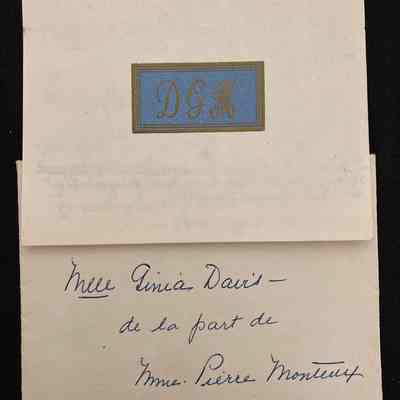 DGM
Mlle Ginia Davis —
de la part de
Mme. Pierre Monteux